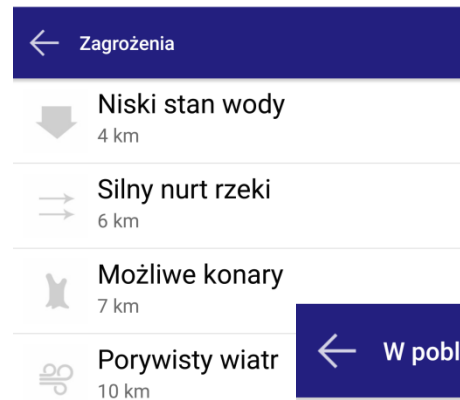 Zagrożenia
Niski stan wody
4 km
Silny nurt rzeki
6 km
Możliwe konary
7 km
Porywisty wiatr
10 km
W